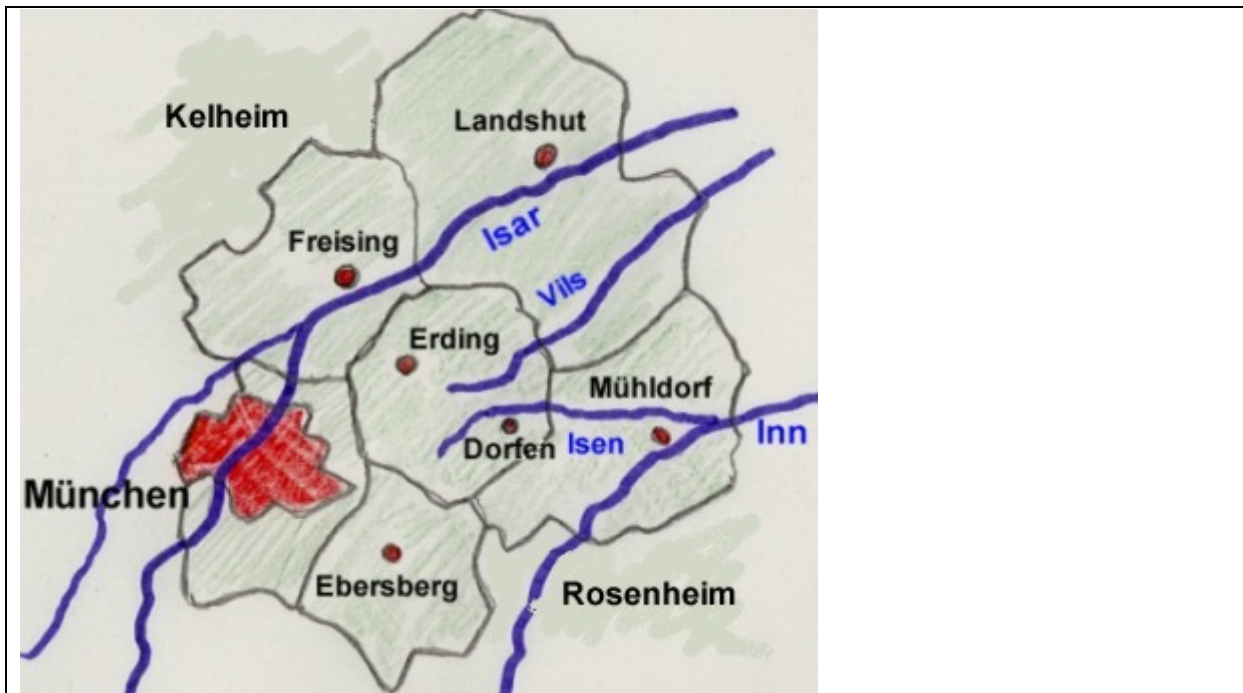 Kelheim
Landshut
Freising
Isar
Vils
Erding
Mühldorf
Dorfen
Isen
Inn
München
Ebersberg
Rosenheim